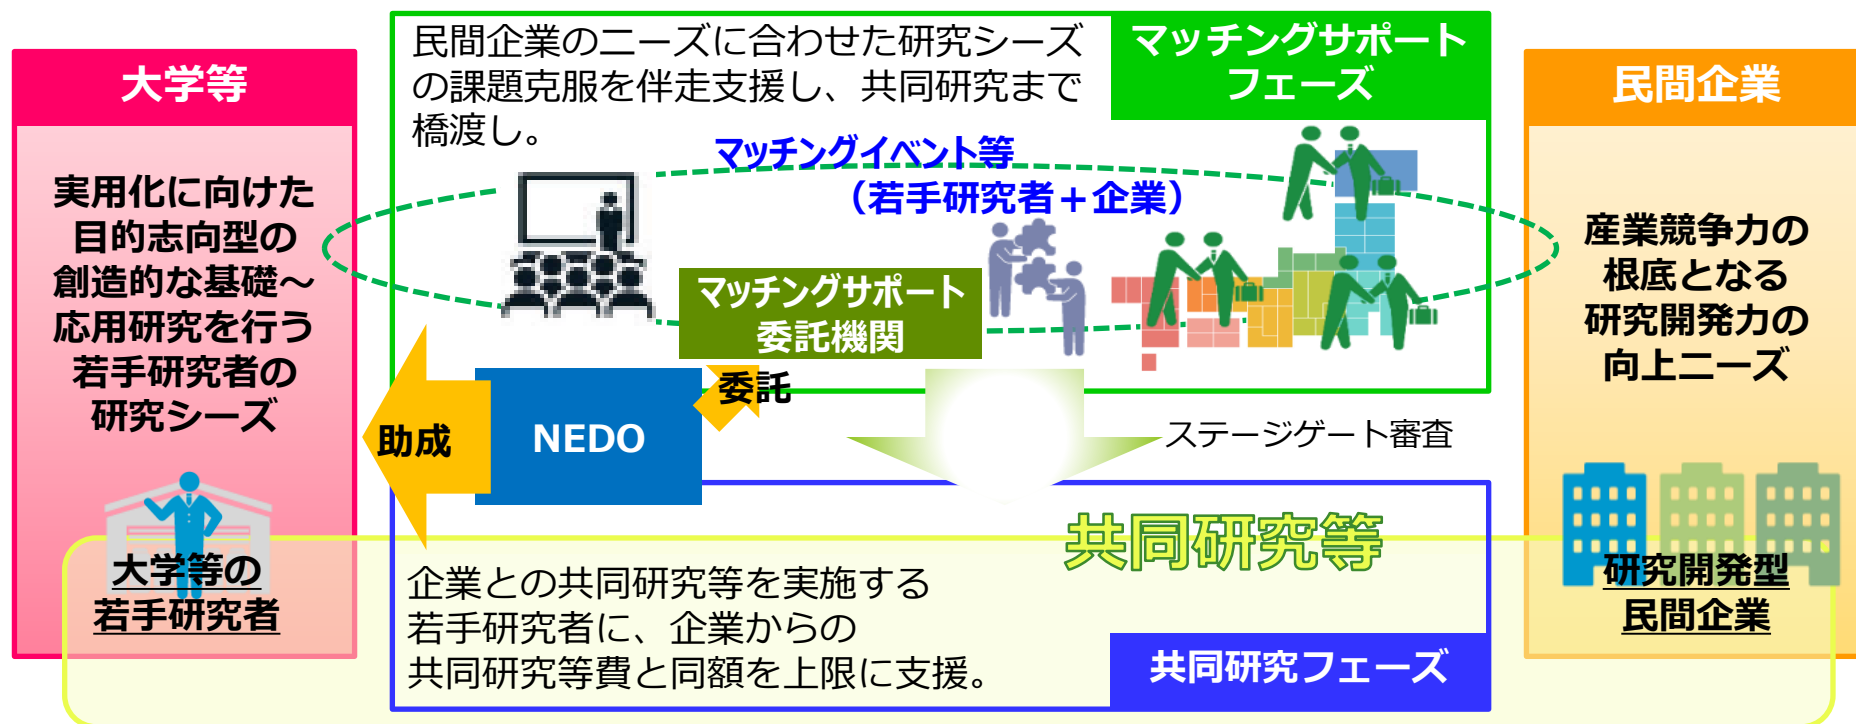 大学等
実用化に向けた
目的志向型の
創造的な基礎～
応用研究を行う
若手研究者の
研究シーズ
大学等の
若手研究者
民間企業のニーズに合わせた研究シーズ
の課題克服を伴走支援し、共同研究まで
橋渡し。
マッチングサポート
フェーズ
マッチングイベント等
（若手研究者＋企業）
マッチングサポート
委託機関
委託
助成
NEDO
ステージゲート審査
共同研究等
企業との共同研究等を実施する
若手研究者に、企業からの
共同研究等費と同額を上限に支援。
共同研究フェーズ
民間企業
産業競争力の
根底となる
研究開発力の
向上ニーズ
研究開発型
民間企業